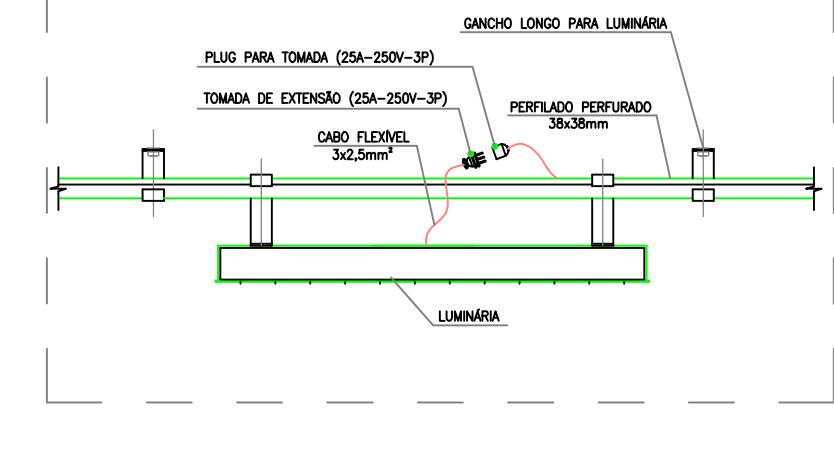 GANCHO LONGO PARA LUMINÁRIA
PLUG PARA TOMADA (25A-250V-3P)
TOMADA DE EXTENSÃO (25A-250V-3P)
PERFILADO PERFURADO
38x38mm
CABO FLEXÍVEL
3x2,5mm²
LUMINÁRIA